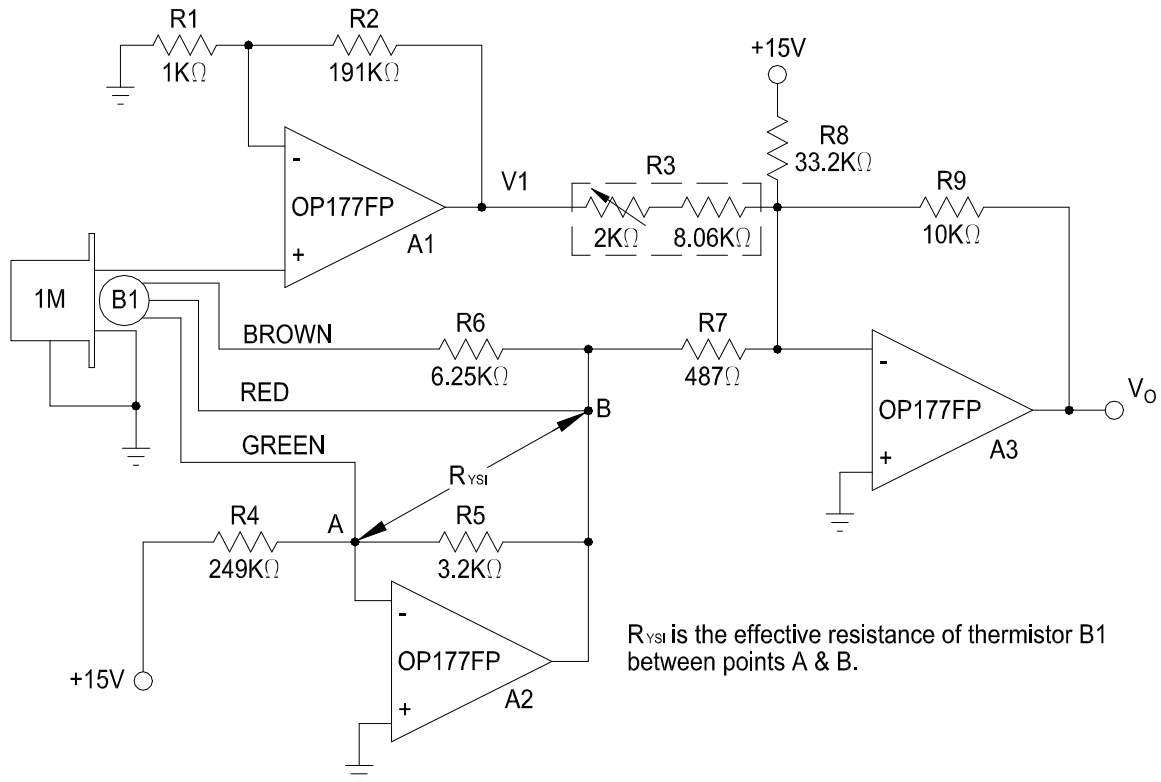 R1
1KΩ
R2
191KΩ
+15V
R8
33.2KΩ
-
OP177FP
+
A1
V1
R3
2KΩ
8.06KΩ
R9
10KΩ
1M
B1
BROWN
R6
6.25KΩ
R7
487Ω
RED
B
-
OP177FP
+
A3
VO
GREEN
RYSI
R4
249KΩ
A
R5
3.2KΩ
-
OP177FP
+
A2
+15V
RYSI is the effective resistance of thermistor B1
between points A & B.